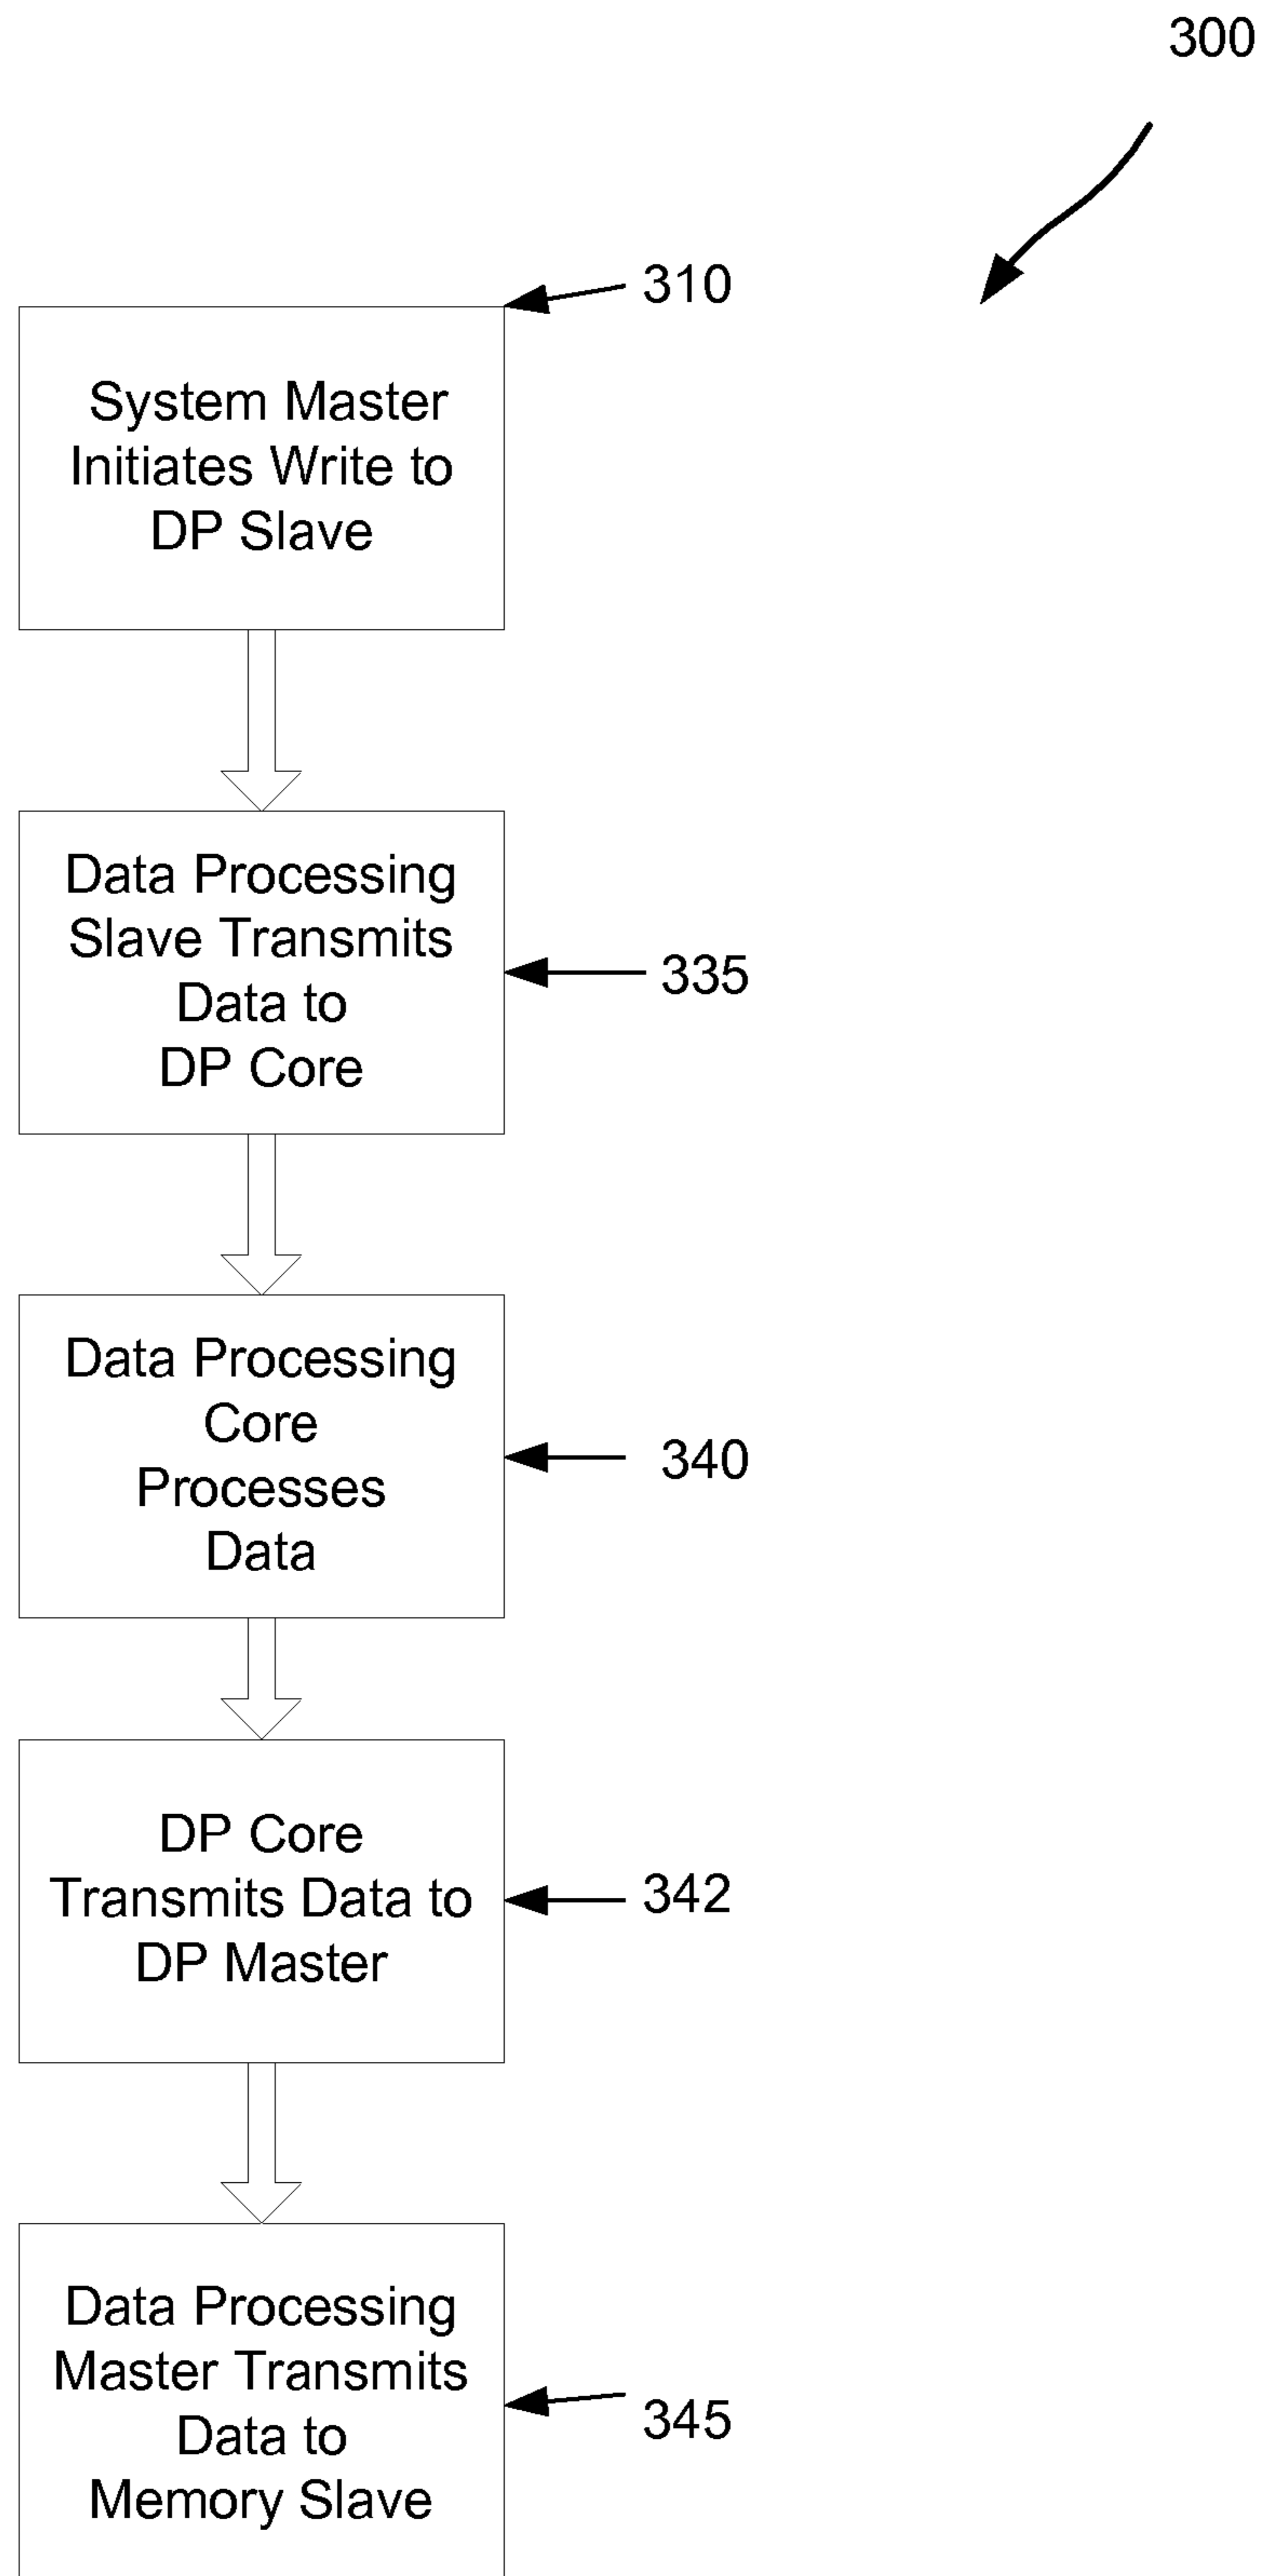 300
310
System Master
Initiates Write to
DP Slave
Data Processing
Slave Transmits
Data to
DP Core
335
Data Processing
Core
Processes
Data
340
DP Core
Transmits Data to
DP Master
342
Data Processing
Master Transmits
Data to
Memory Slave
345